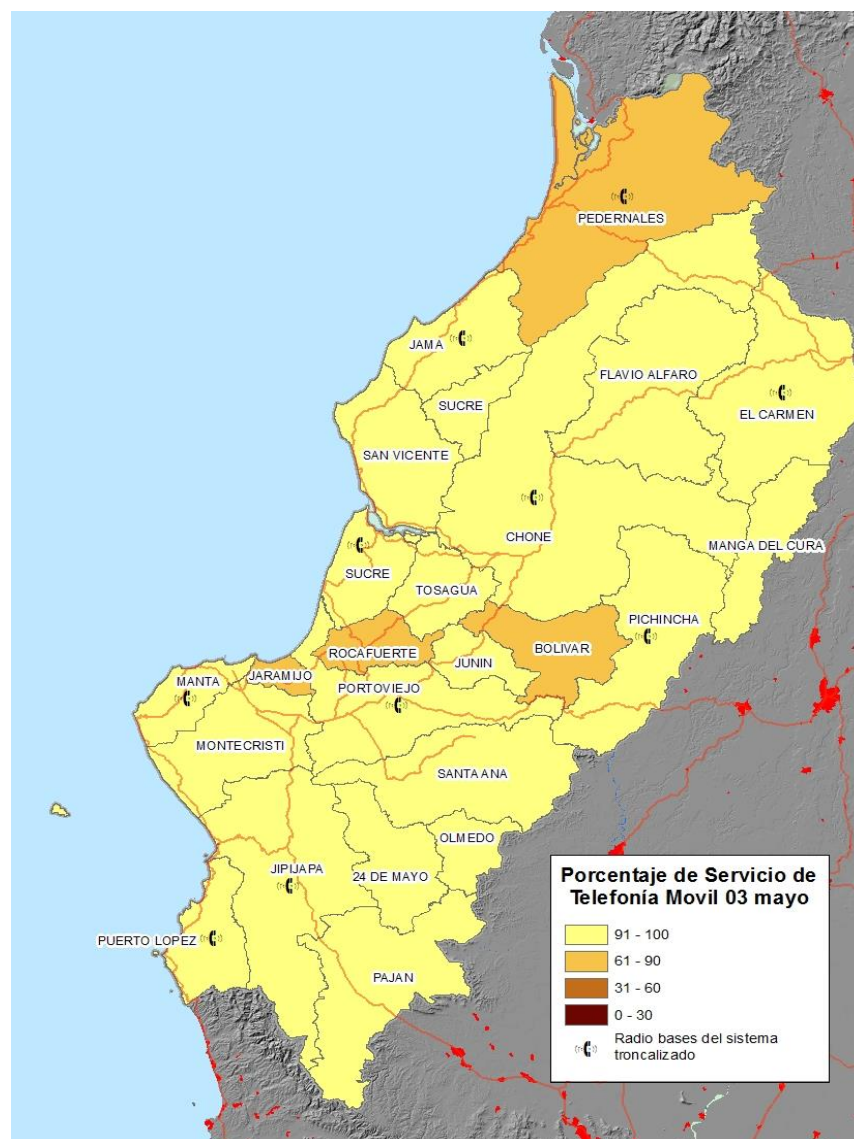 PEDERNALES
JAMA
FLAVIO ALFARO
SUCRE
EL CARMEN
SAN VICENTE
CHONE
MANGA DEL CURA
SUCRE
TOSAGUA
PICHINCHA
ROCAFUERTE
BOLIVAR
JUNIN
JARAMIJO
MANTA
PORTOVIEJO
MONTECRISTI
SANTA ANA
OLMEDO
JIPIJAPA
24 DE MAYO
PUERTO LOPEZ
PAJAN
Porcentaje de Servicio de
Telefonía Movil 03 mayo
91 - 100
61 - 90
31 - 60
0 - 30
Radio bases del sistema
troncalizado